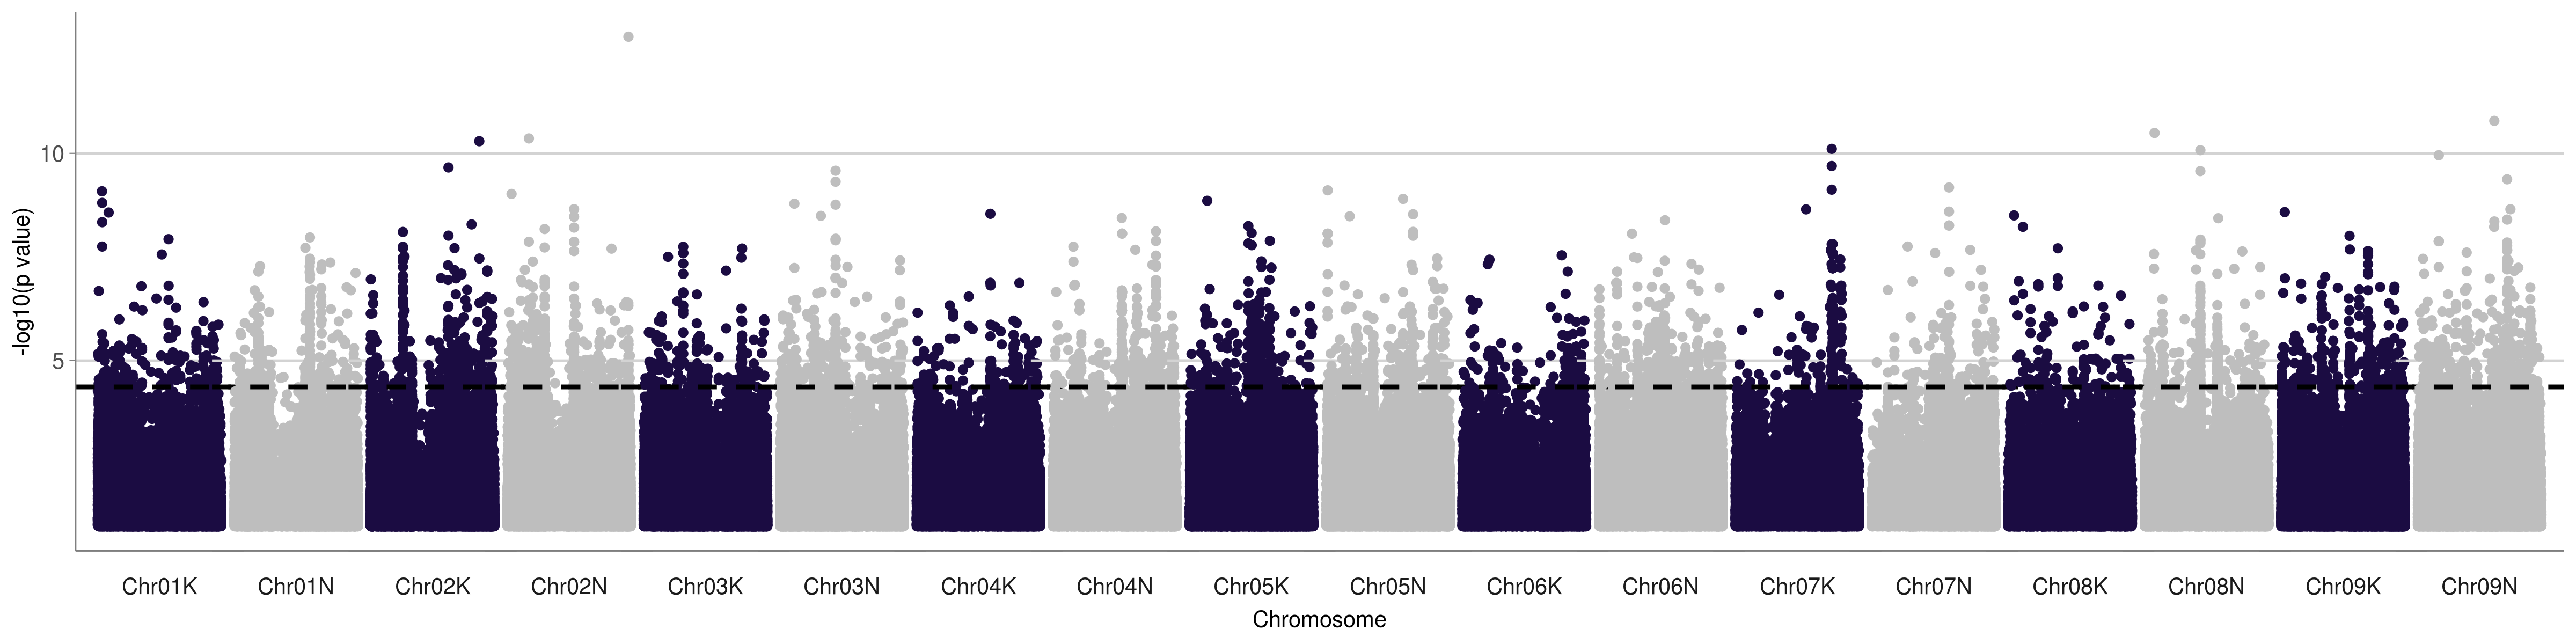 -log10(p value)
10
5
Chr01K Chr01N Chr02K Chr02N Chr03K Chr03N Chr04K Chr04N Chr05K Chr05N Chr06K Chr06N Chr07K Chr07N Chr08K Chr08N Chr09K Chr09N
Chromosome